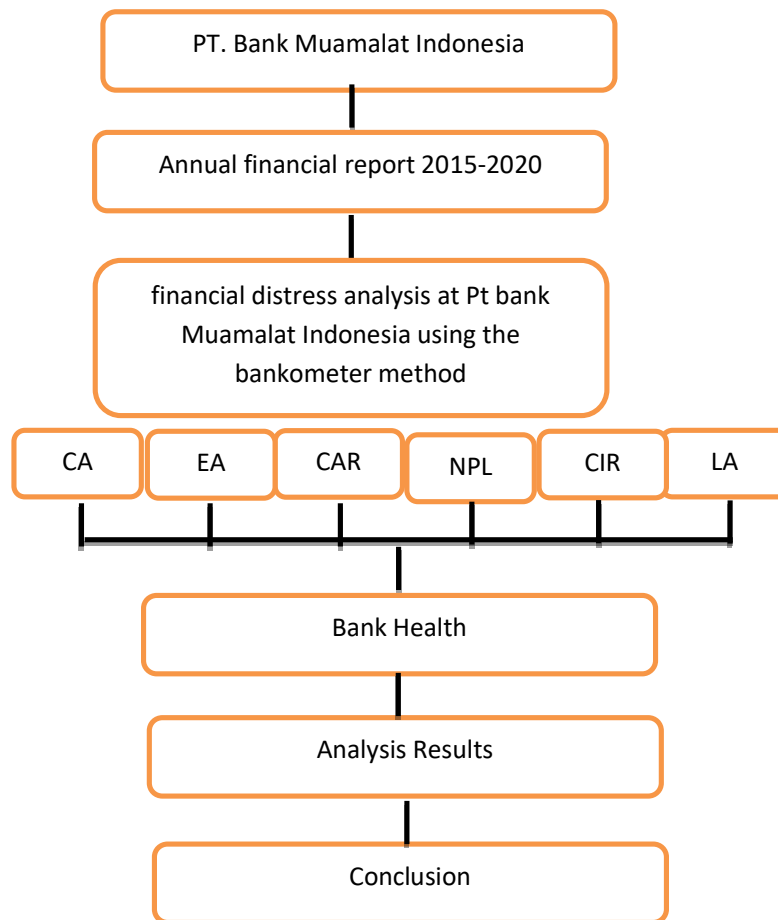 PT. Bank Muamalat Indonesia
Annual financial report 2015-2020
financial distress analysis at Pt bank
Muamalat Indonesia using the
bankometer method
CA
EA
CAR
NPL
CIR
LA
Bank Health
Analysis Results
Conclusion